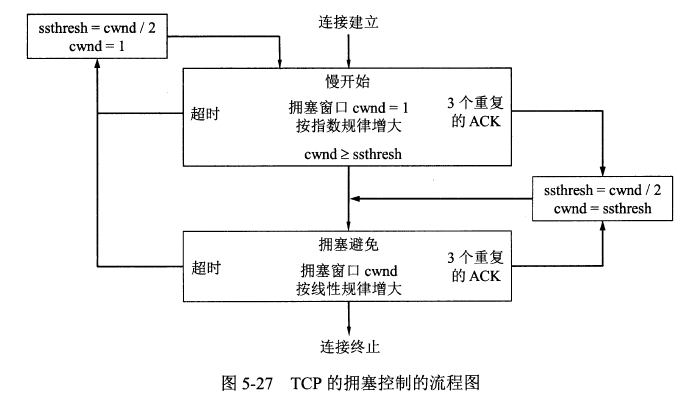 连接建立
ssthresh = cwnd / 2
cwnd = 1
慢开始
超时
拥塞窗口 cwnd = 1
按指数规律增大
3 个重复
的 ACK
cwnd ≥ ssthresh
ssthresh = cwnd / 2
cwnd = ssthresh
拥塞避免
超时
拥塞窗口 cwnd
按线性规律增大
3 个重复
的 ACK
连接终止
图 5-27 TCP 的拥塞控制的流程图